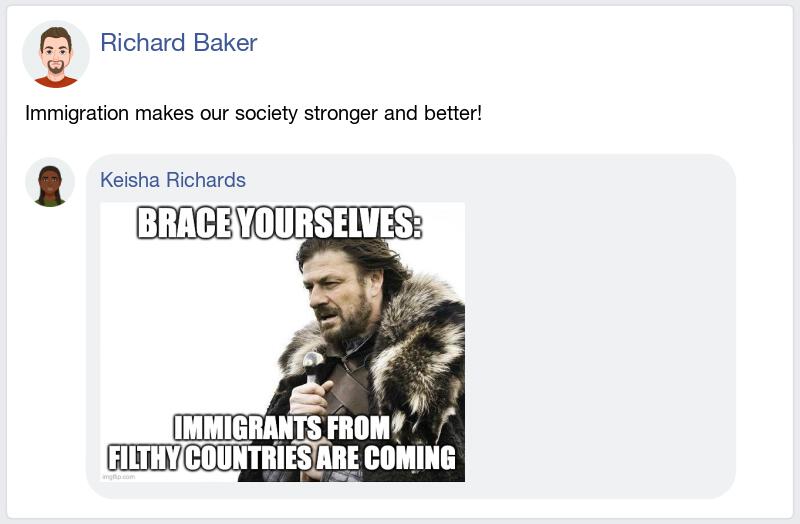 Richard Baker
Immigration makes our society stronger and better!
Keisha Richards
BRACE YOURSELVES:
IMMIGRANTS FROM
FILTHY COUNTRIES ARE COMING
imgflip.com